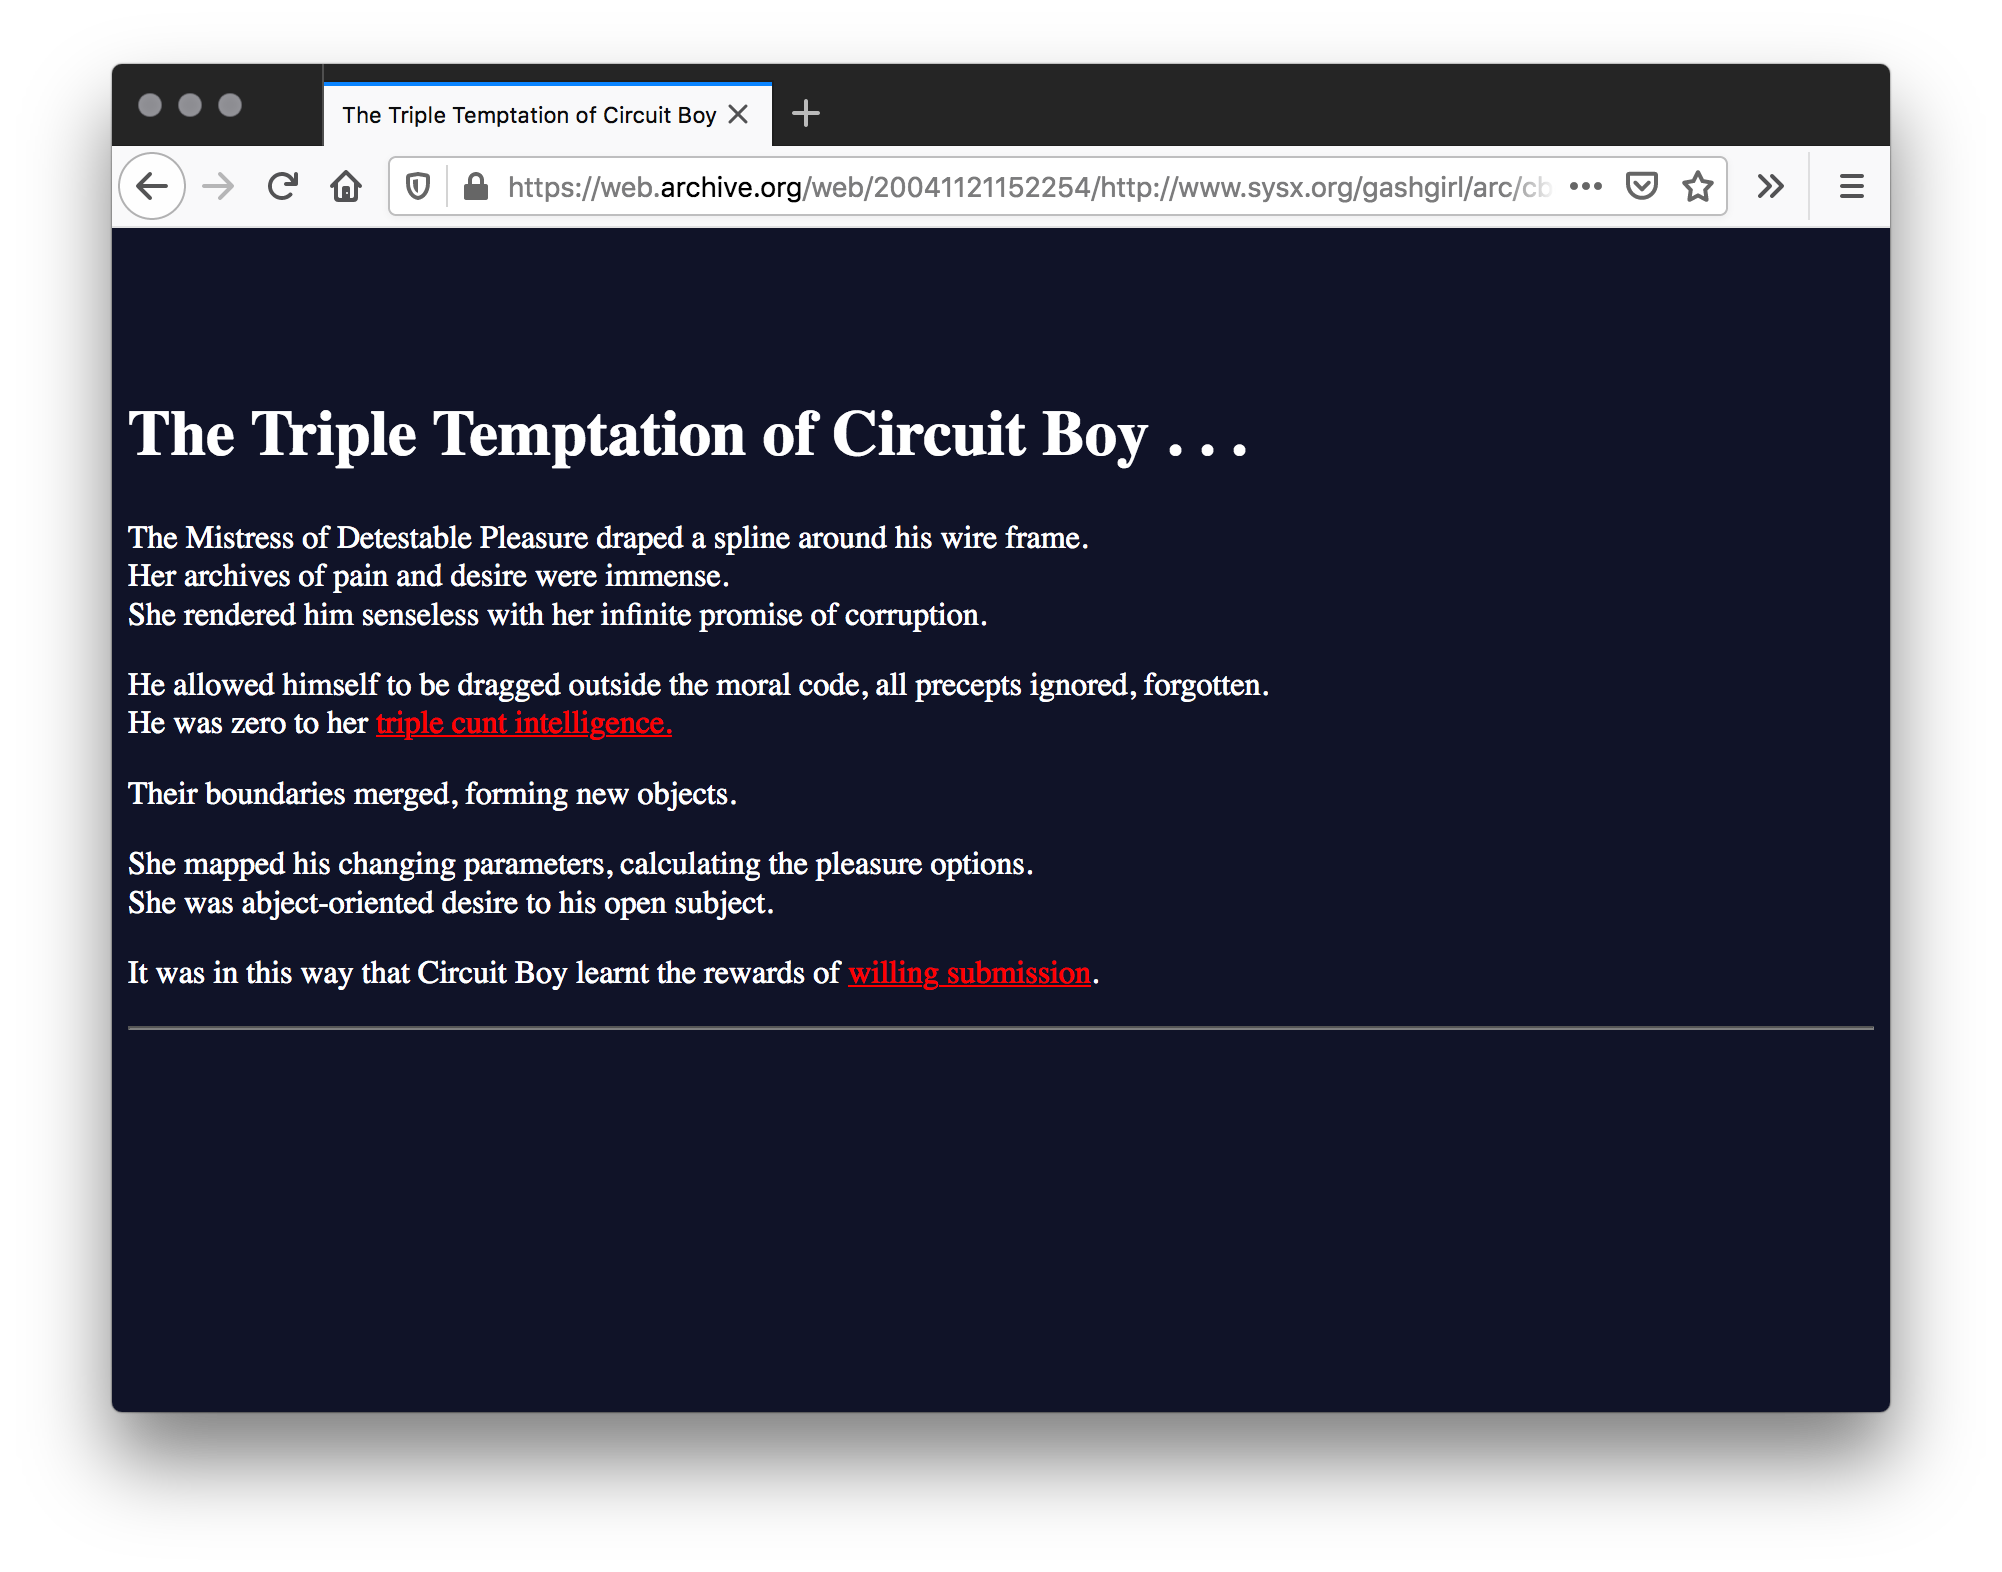 The Triple Temptation of Circuit Boy
https://web.archive.org/web/20041121152254/http://www.sysx.org/gashgirl/arc/cb
The Triple Temptation of Circuit Boy . . .
The Mistress of Detestable Pleasure draped a spline around his wire frame.
Her archives of pain and desire were immense.
She rendered him senseless with her infinite promise of corruption.
He allowed himself to be dragged outside the moral code, all precepts ignored, forgotten.
He was zero to her triple cunt intelligence.
Their boundaries merged, forming new objects.
She mapped his changing parameters, calculating the pleasure options.
She was abject-oriented desire to his open subject.
It was in this way that Circuit Boy learnt the rewards of willing submission.